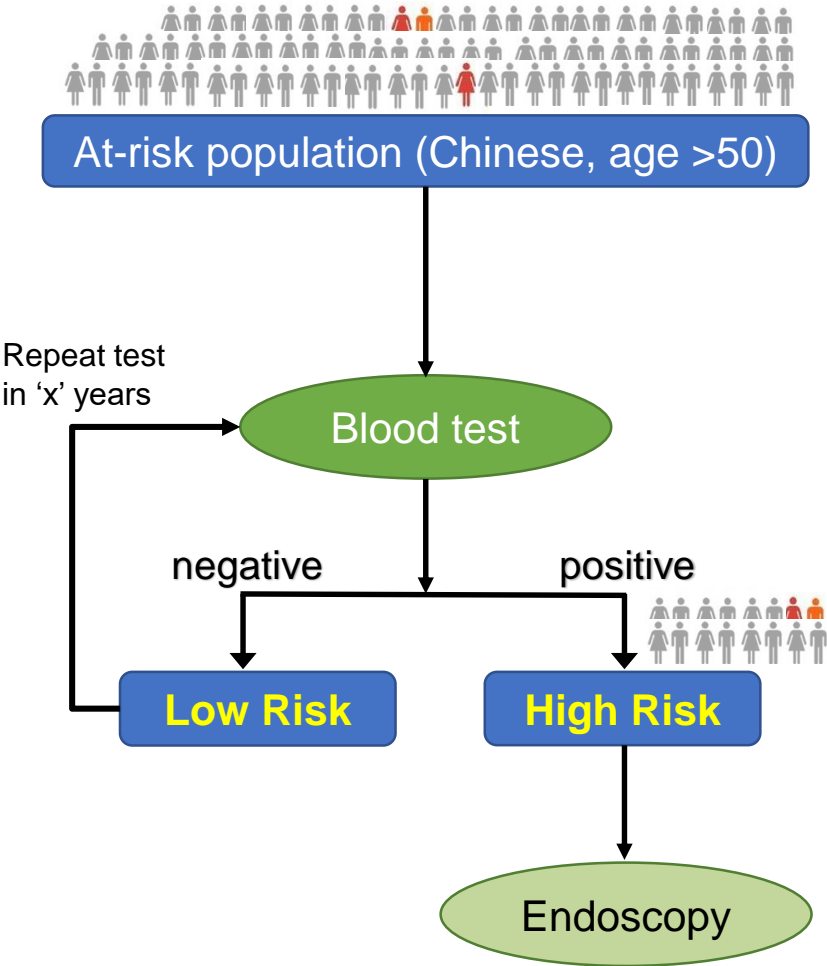 At-risk population (Chinese, age >50)
Repeat test
in ‘x’ years
Blood test
negative
positive
Low Risk
High Risk
Endoscopy